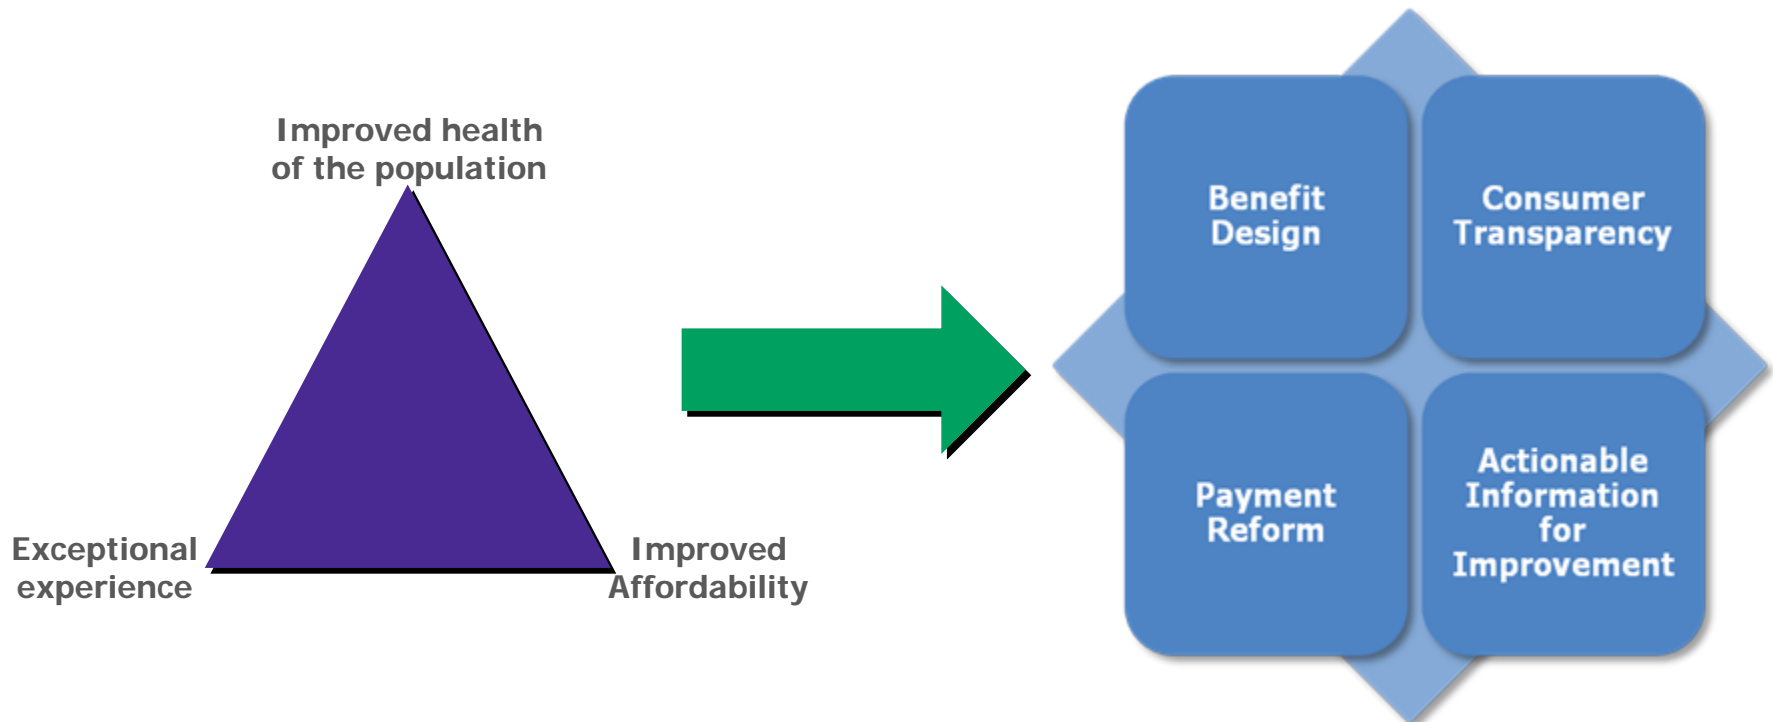 Improved health
of the population
Exceptional
experience
Improved
Affordability
Benefit
Design
Consumer
Transparency
Payment
Reform
Actionable
Information
for
Improvement